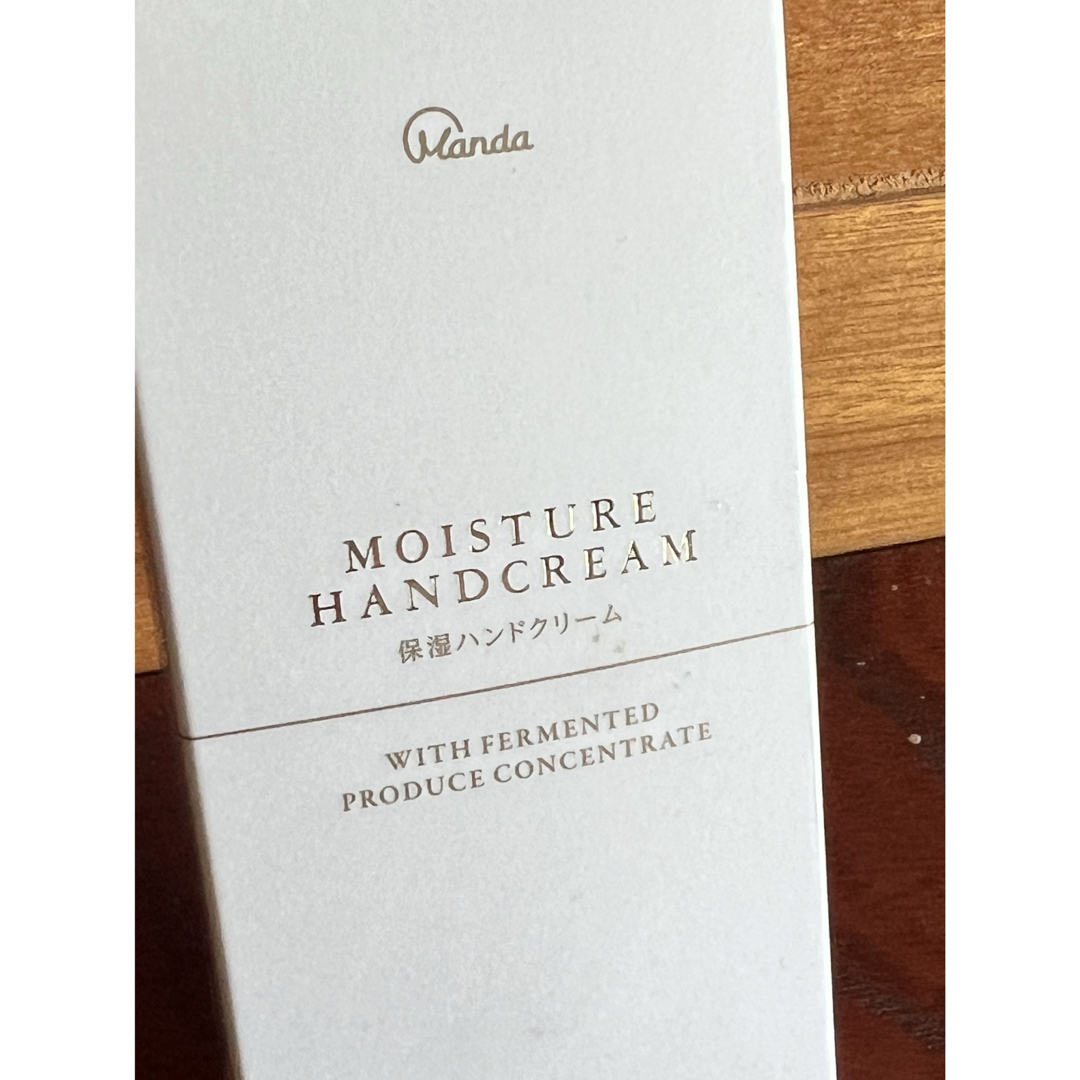 Manda
MOISTURE
HANDCREAM
保湿ハンドクリーム
WITH FERMENTED
PRODUCE CONCENTRATE